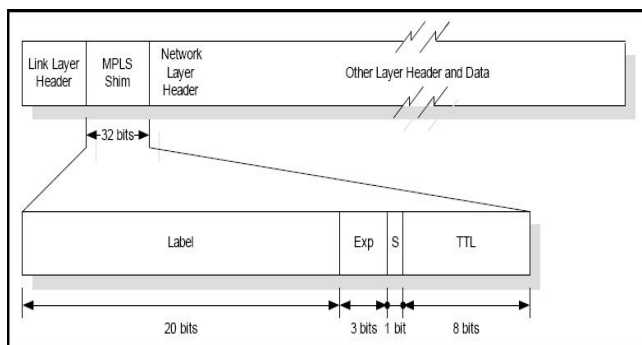 Link Layer Header
MPLS Shim
Network Layer Header
Other Layer Header and Data
32 bits
Label
Exp
S
TTL
20 bits
3 bits
1 bit
8 bits